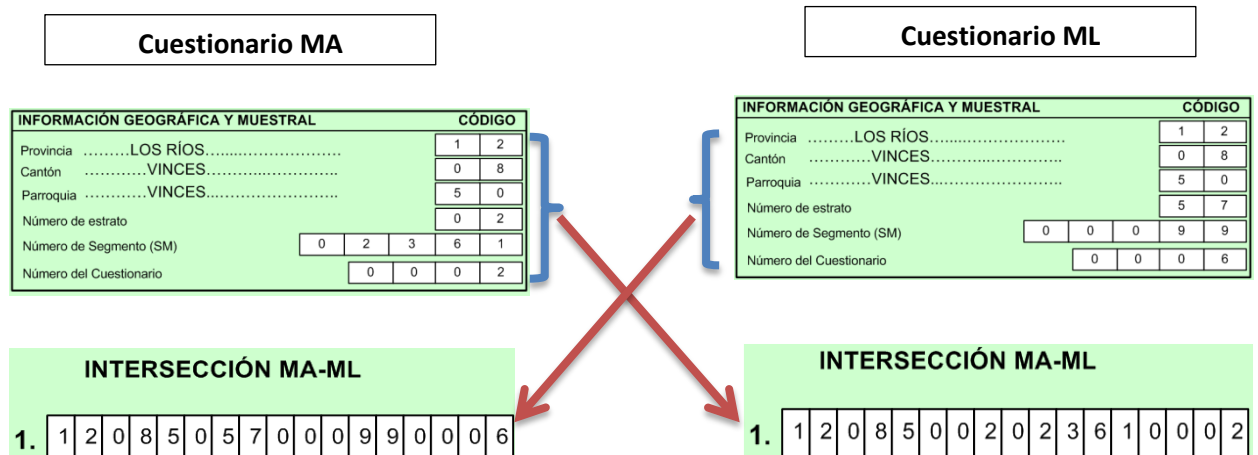 Cuestionario MA
INFORMACIÓN GEOGRÁFICA Y MUESTRAL CÓDIGO
Provincia .........LOS RÍOS............................ 1 2
Cantón ...........VINCES............................ 0 8
Parroquia ...........VINCES............................ 5 0
Número de estrato 0 2
Número de Segmento (SM) 0 2 3 6 1
Número del Cuestionario 0 0 0 2
INTERSECCIÓN MA-ML
1. 1 2 0 8 5 0 5 7 0 0 0 9 9 0 0 0 6
Cuestionario ML
INFORMACIÓN GEOGRÁFICA Y MUESTRAL CÓDIGO
Provincia .........LOS RÍOS............................ 1 2
Cantón ...........VINCES............................ 0 8
Parroquia ...........VINCES............................ 5 0
Número de estrato 5 7
Número de Segmento (SM) 0 0 0 9 9
Número del Cuestionario 0 0 0 6
INTERSECCIÓN MA-ML
1. 1 2 0 8 5 0 0 2 0 2 3 6 1 0 0 0 2